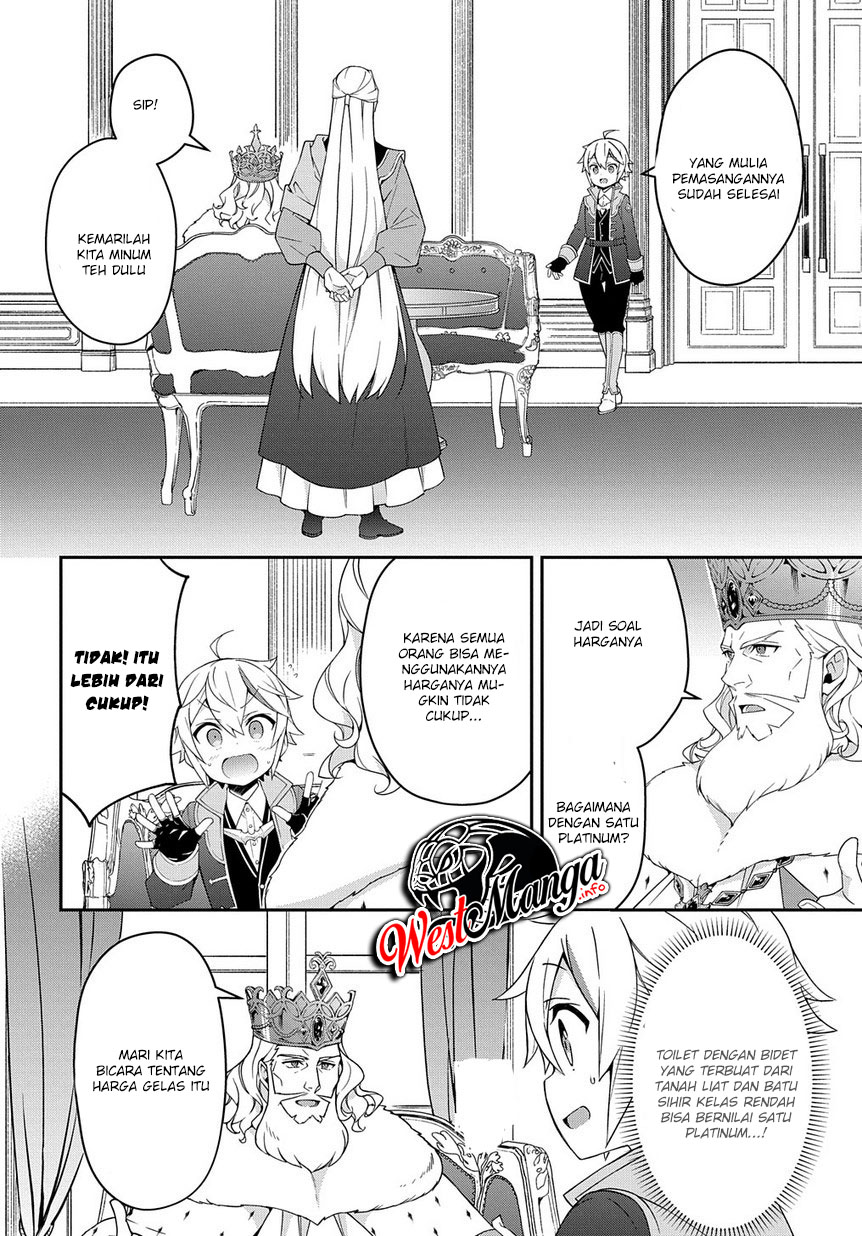 YANG MULIA
PEMASANGANNYA
SUDAH SELESAI
SIP!
KEMARILAH
KITA MINUM
TEH DULU
JADI SOAL
HARGANYA
BAGAIMANA
DENGAN SATU
PLATINUM?
KARENA SEMUA
ORANG BISA ME-
NGGUNAKANNYA
HARGANYA MU-
GKIN TIDAK
CUKUP...
TIDAK! ITU
LEBIH DARI
CUKUP!
WestManga
.info
TOILET DENGAN BIDET
YANG TERBUAT DARI
TANAH LIAT DAN BATU
SIHIR KELAS RENDAH
BISA BERNILAI SATU
PLATINUM...!
MARI KITA
BICARA TENTANG
HARGA GELAS ITU